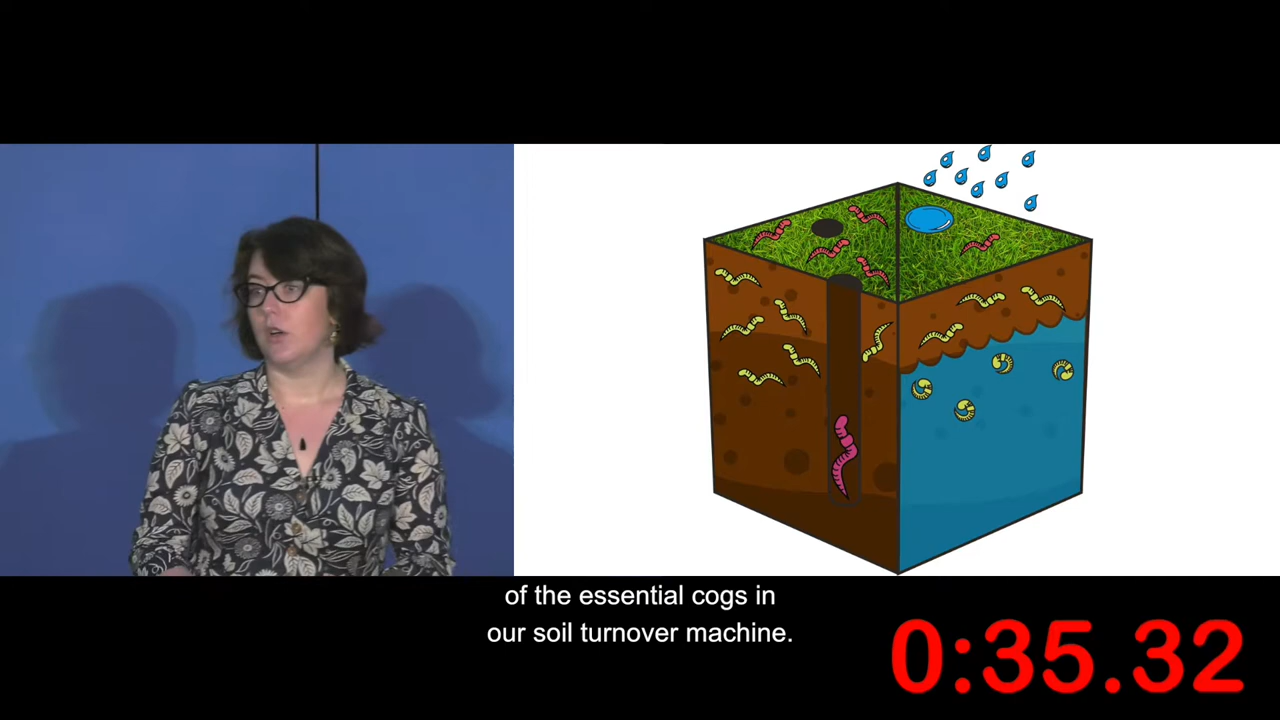 of the essential cogs in
our soil turnover machine.
0:35.32